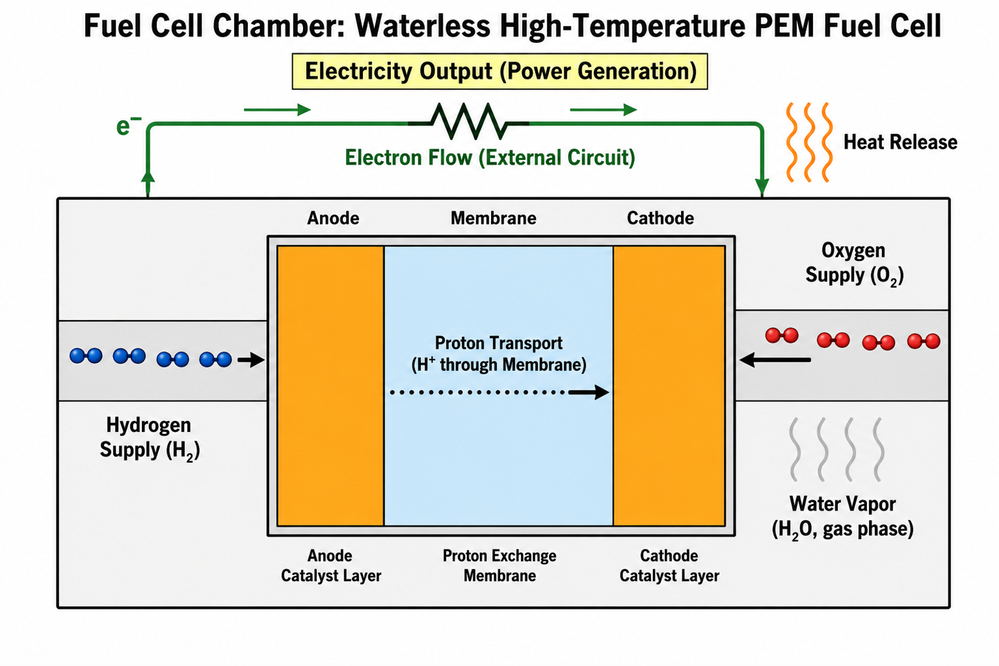 Fuel Cell Chamber: Waterless High-Temperature PEM Fuel Cell
Electricity Output (Power Generation)
e⁻
Electron Flow (External Circuit)
Heat Release
Anode
Membrane
Cathode
Oxygen
Supply (O₂)
Proton Transport
(H⁺ through Membrane)
Hydrogen
Supply (H₂)
Water Vapor
(H₂O, gas phase)
Anode
Catalyst Layer
Proton Exchange
Membrane
Cathode
Catalyst Layer